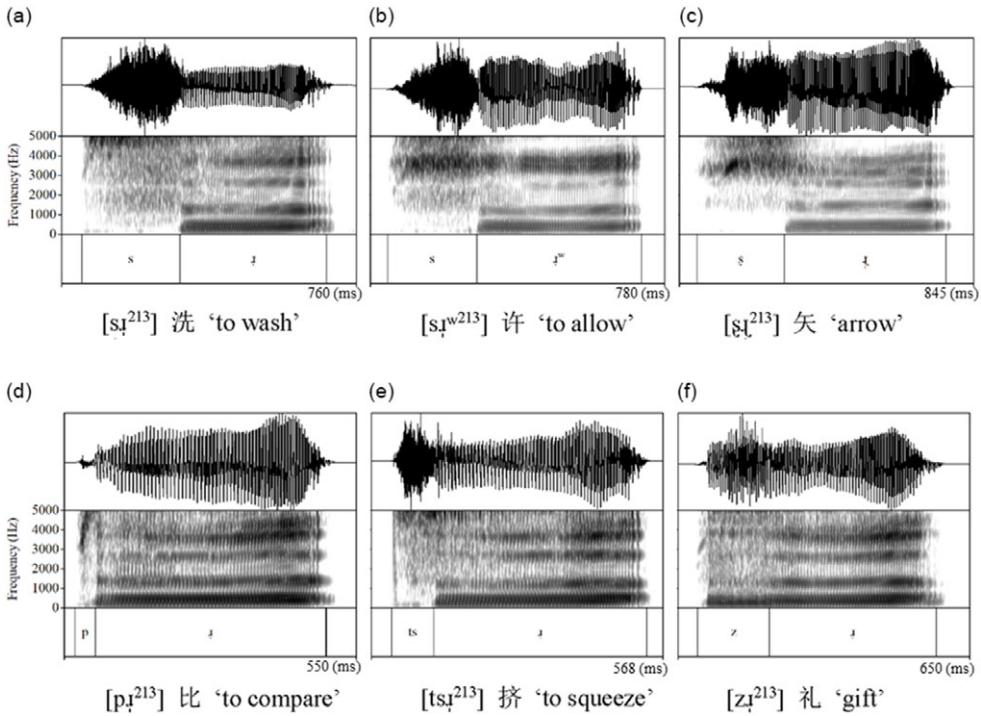 (a) (b) (c)
5000
4000
3000
2000
1000
0
Frequency (Hz)
s ɹ̩ s ɹ̩ʷ ʂ ɻ̩
760 (ms) 780 (ms) 845 (ms)
[sɹ̩²¹³] 洗 ‘to wash’ [sɹ̩ʷ²¹³] 许 ‘to allow’ [ʂɻ̩²¹³] 矢 ‘arrow’
(d) (e) (f)
5000
4000
3000
2000
1000
0
Frequency (Hz)
p ɹ̩ ts ɹ̩ z ɹ̩
550 (ms) 568 (ms) 650 (ms)
[pɹ̩²¹³] 比 ‘to compare’ [tsɹ̩²¹³] 挤 ‘to squeeze’ [zɹ̩²¹³] 礼 ‘gift’